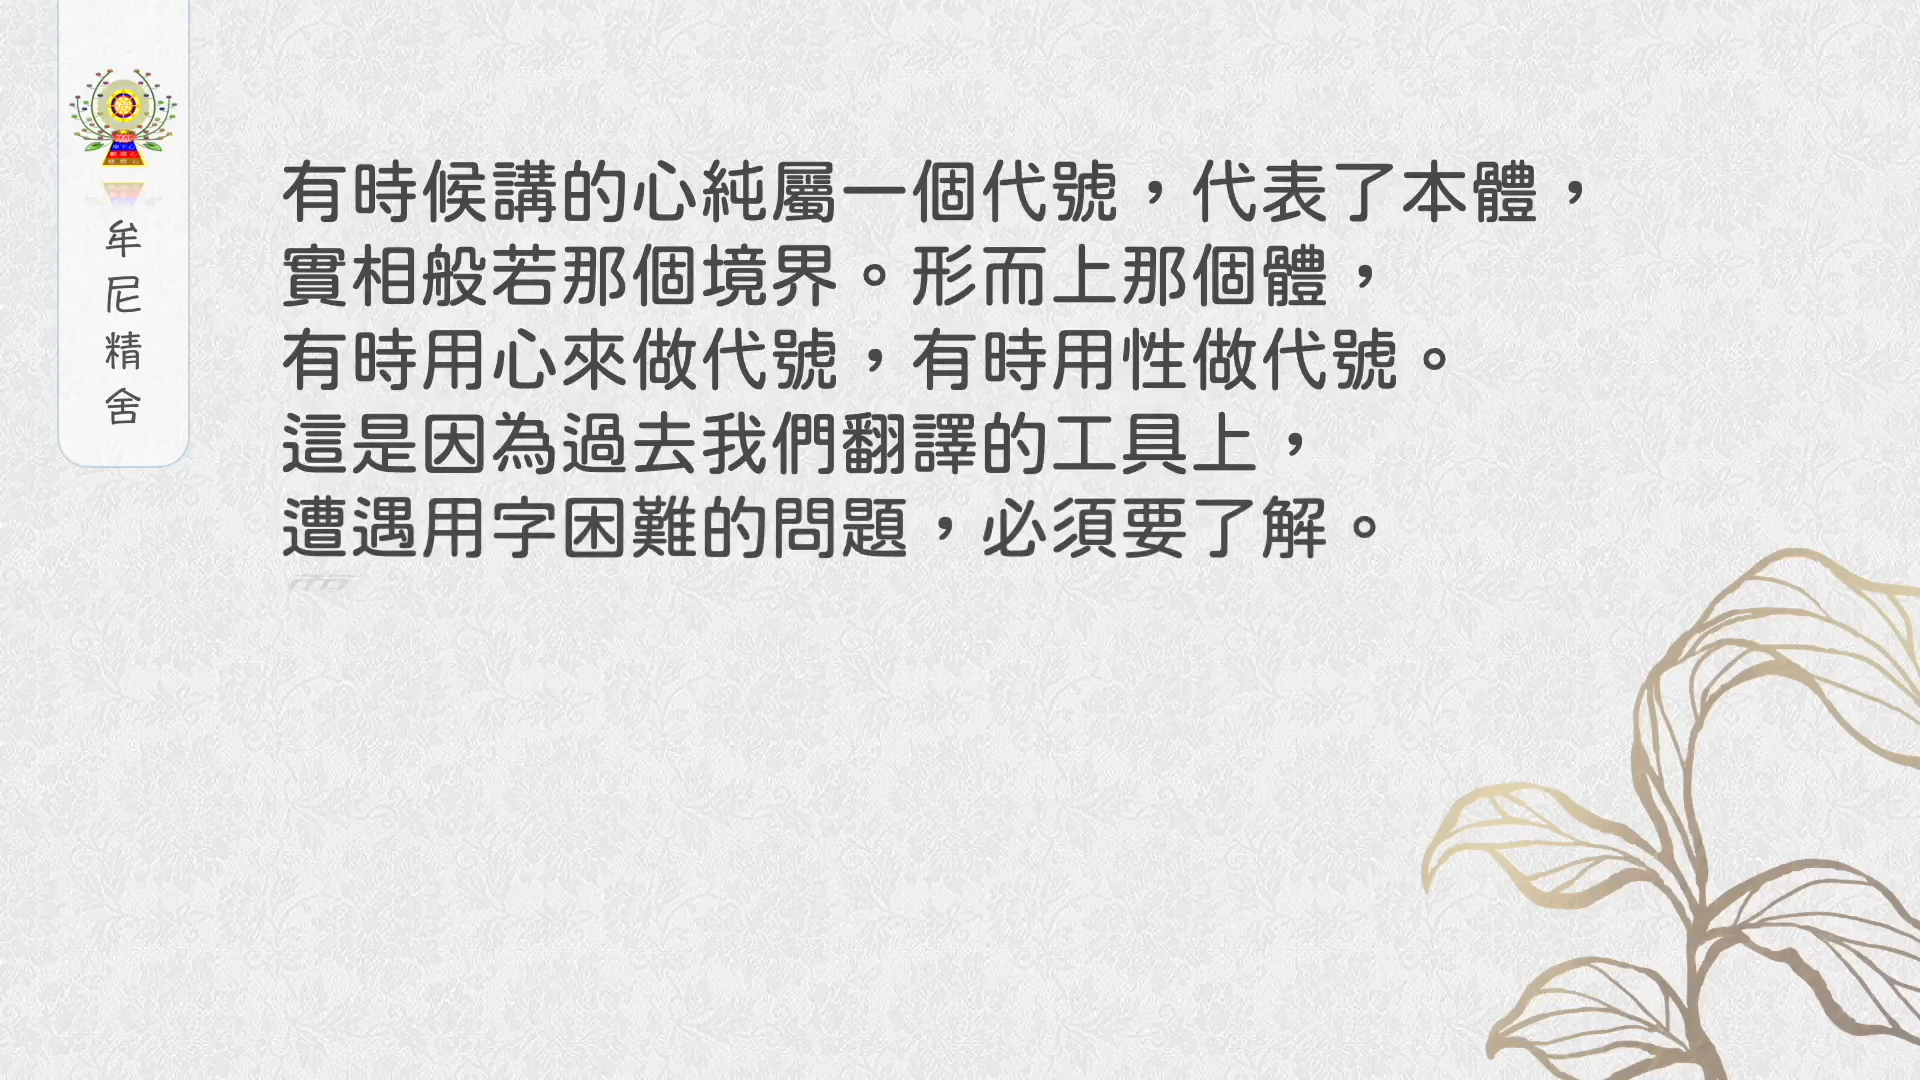 牟尼精舍
有時候講的心純屬一個代號，代表了本體，
實相般若那個境界。形而上那個體，
有時用心來做代號，有時用性做代號。
這是因為過去我們翻譯的工具上，
遭遇用字困難的問題，必須要了解。